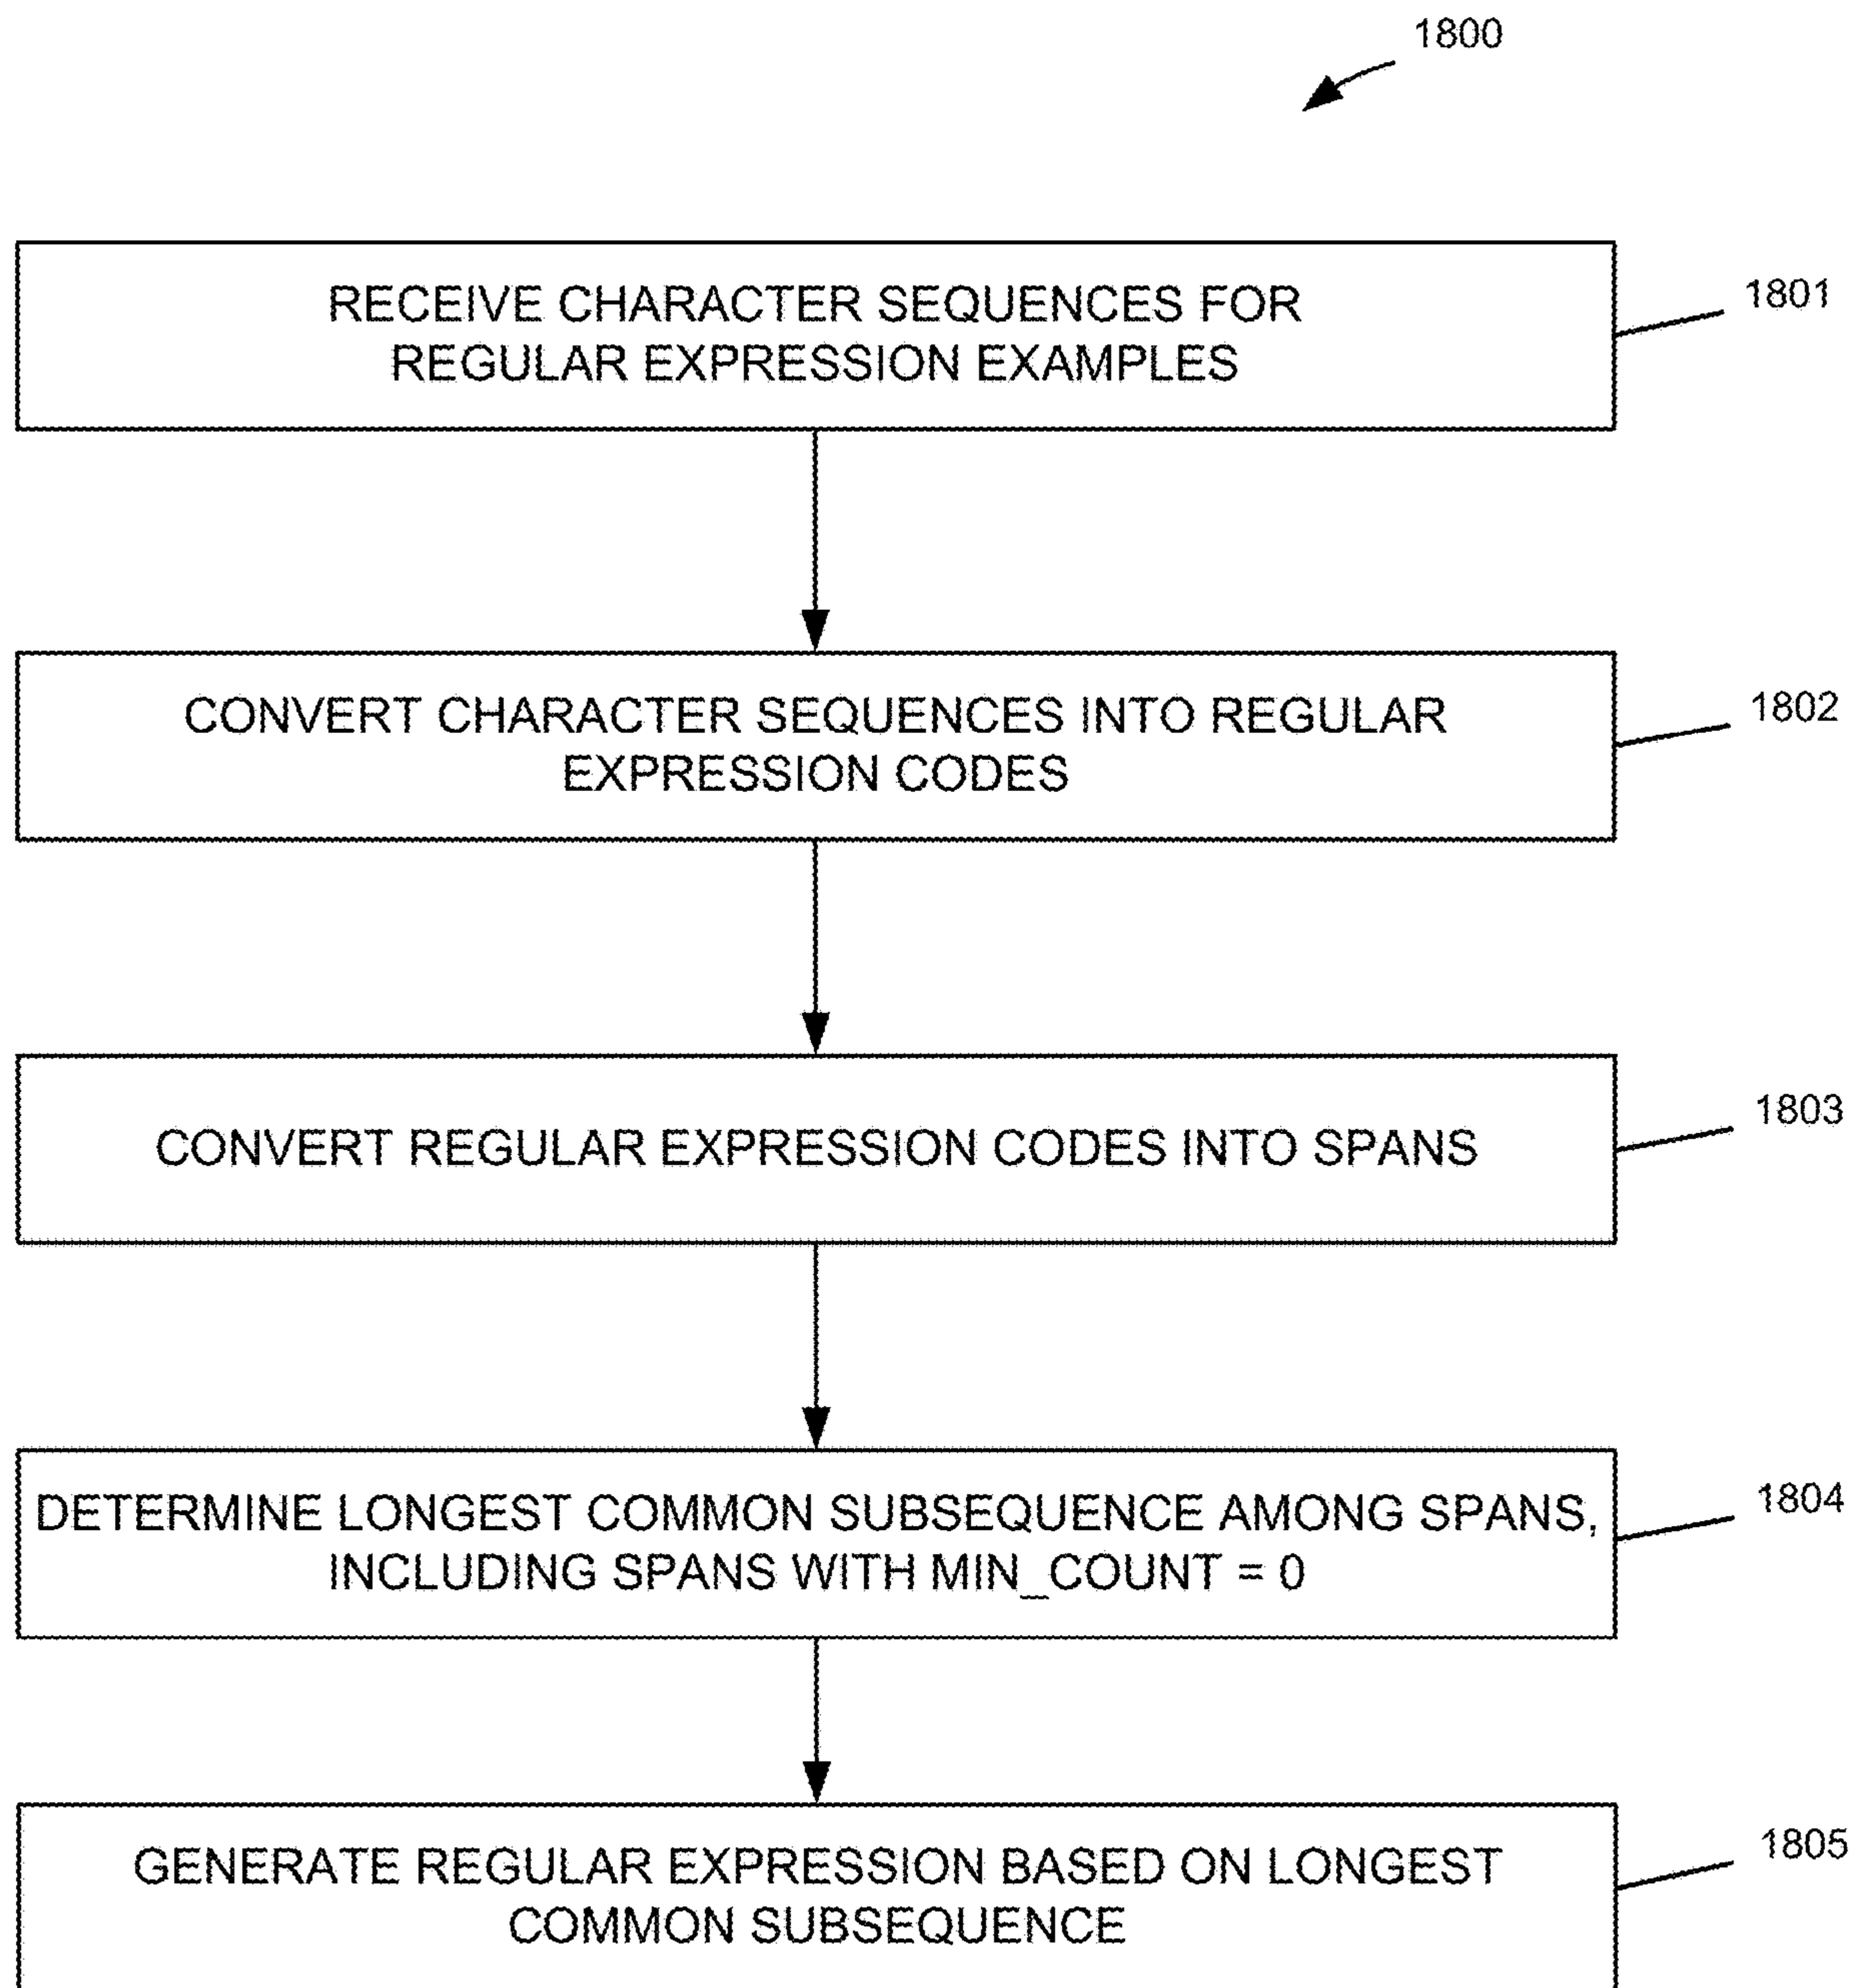 1800
RECEIVE CHARACTER SEQUENCES FOR
REGULAR EXPRESSION EXAMPLES
1801
CONVERT CHARACTER SEQUENCES INTO REGULAR
EXPRESSION CODES
1802
CONVERT REGULAR EXPRESSION CODES INTO SPANS
1803
DETERMINE LONGEST COMMON SUBSEQUENCE AMONG SPANS,
INCLUDING SPANS WITH MIN_COUNT = 0
1804
GENERATE REGULAR EXPRESSION BASED ON LONGEST
COMMON SUBSEQUENCE
1805